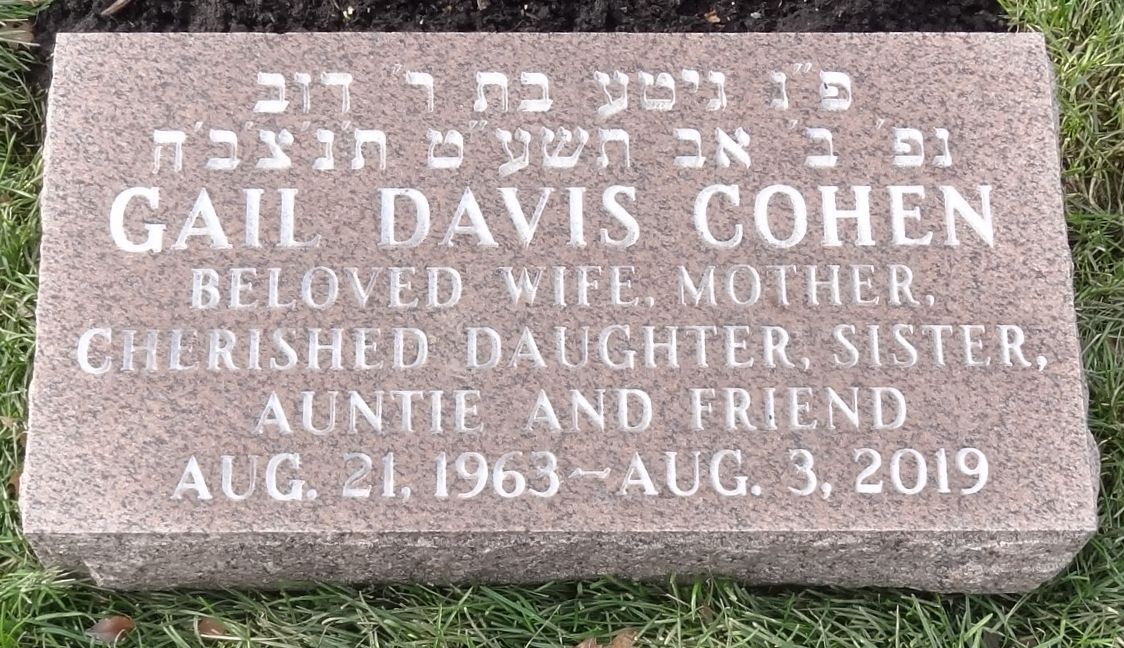 פ״נ גיטע בת ר׳ דוב
נפ׳ ב׳ אב תשע״ט ת׳נ׳צ׳ב׳ה
GAIL DAVIS COHEN
BELOVED WIFE, MOTHER,
CHERISHED DAUGHTER, SISTER,
AUNTIE AND FRIEND
AUG. 21, 1963~AUG. 3, 2019